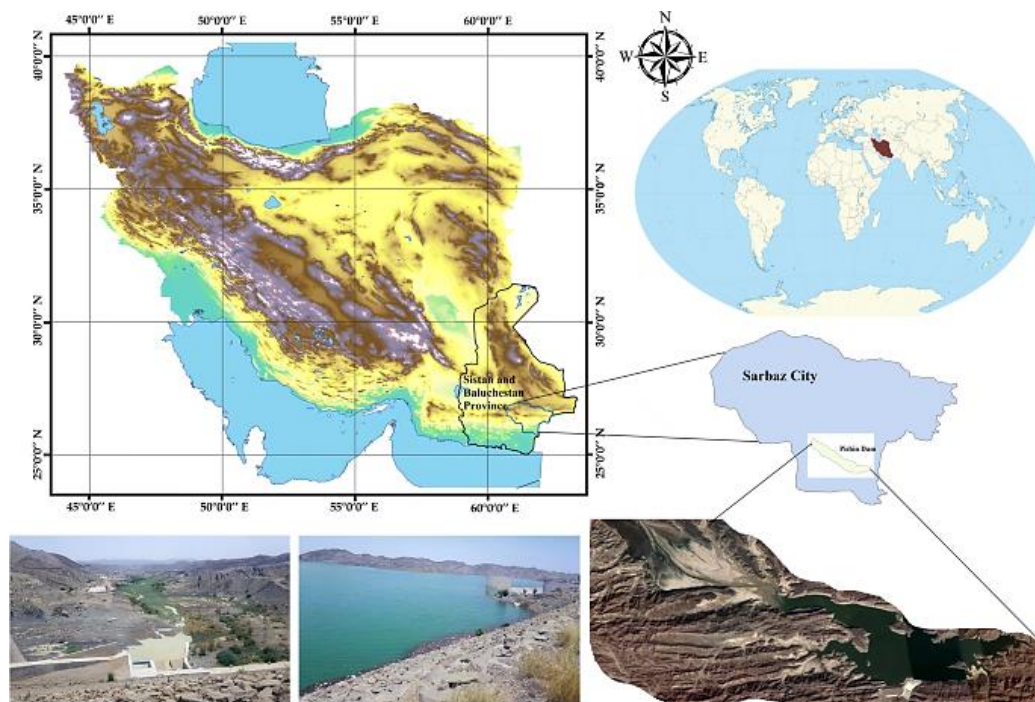 45°0'0'' E 50°0'0'' E 55°0'0'' E 60°0'0'' E
40°0'0'' N
35°0'0'' N
30°0'0'' N
25°0'0'' N
Sistan and
Baluchestan
Province
40°0'0'' N
35°0'0'' N
30°0'0'' N
25°0'0'' N
45°0'0'' E 50°0'0'' E 55°0'0'' E 60°0'0'' E
N
W E
S
Sarbaz City
Pishin Dam